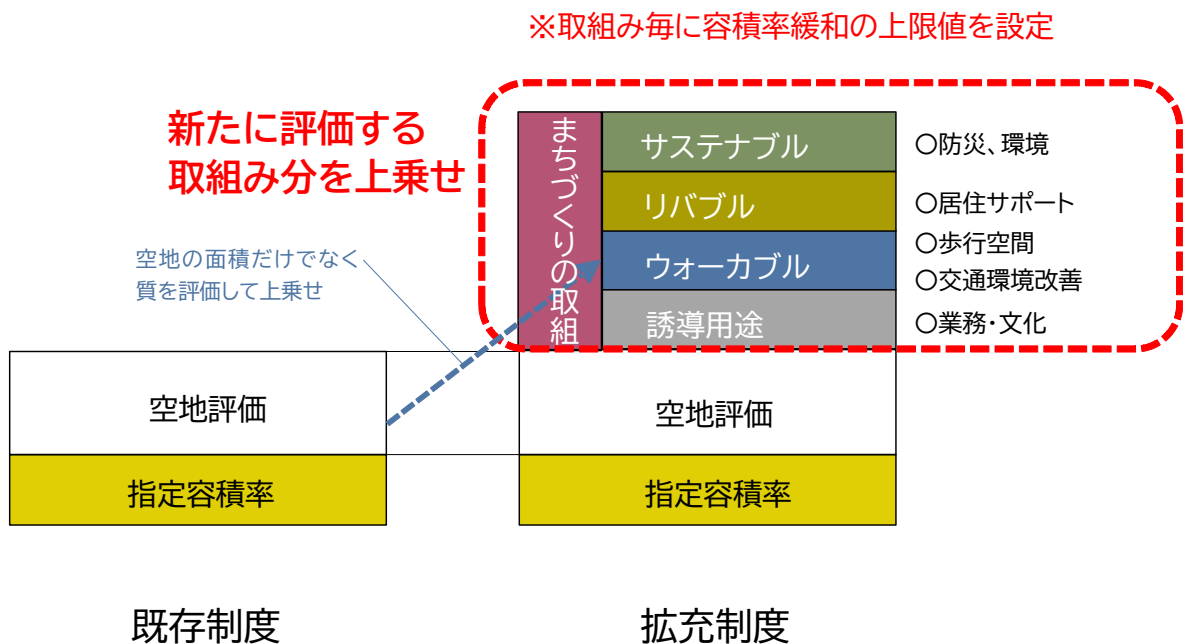 ※取組み毎に容積率緩和の上限値を設定
新たに評価する
取組み分を上乗せ
空地の面積だけでなく
質を評価して上乗せ
まちづくりの取組
サステナブル
〇防災、環境
リバブル
〇居住サポート
ウォーカブル
〇歩行空間
〇交通環境改善
誘導用途
〇業務・文化
空地評価
空地評価
指定容積率
指定容積率
既存制度
拡充制度